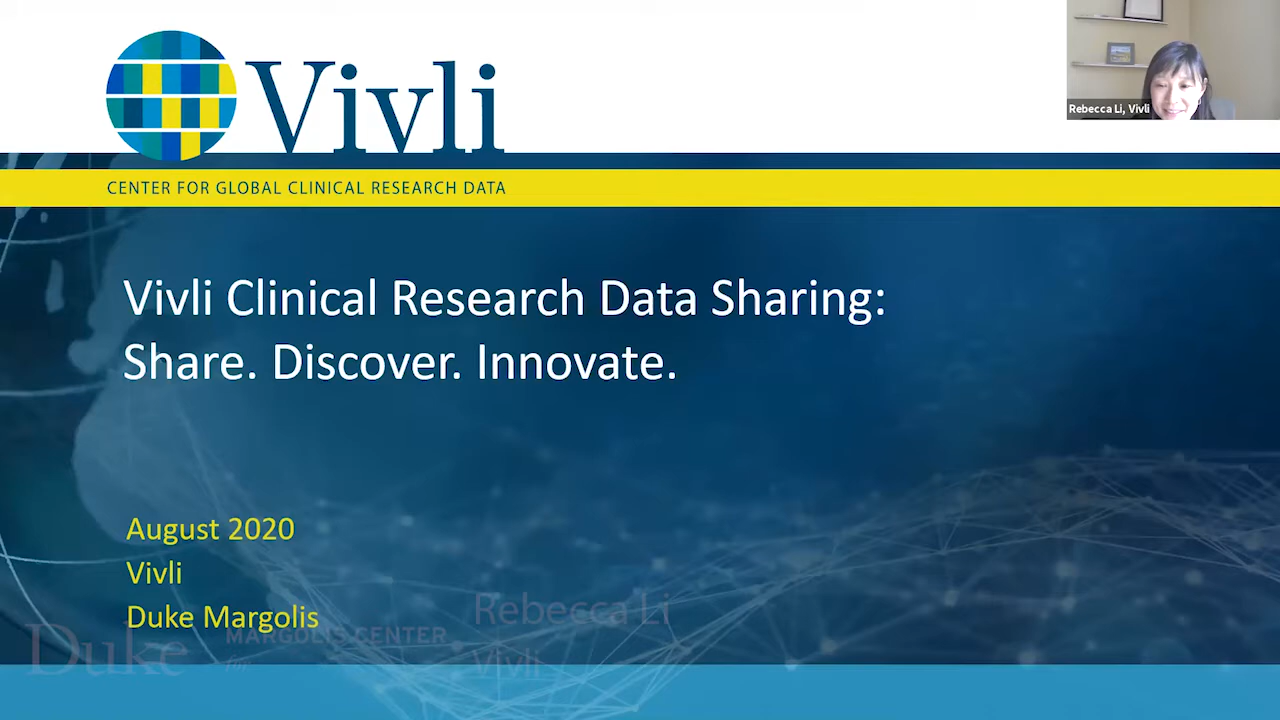 Vivli
Rebecca Li, Vivli
CENTER FOR GLOBAL CLINICAL RESEARCH DATA
Vivli Clinical Research Data Sharing:
Share. Discover. Innovate.
August 2020
Vivli
Duke Margolis
Duke
MARGOLIS CENTER
for
Rebecca Li
Vivli